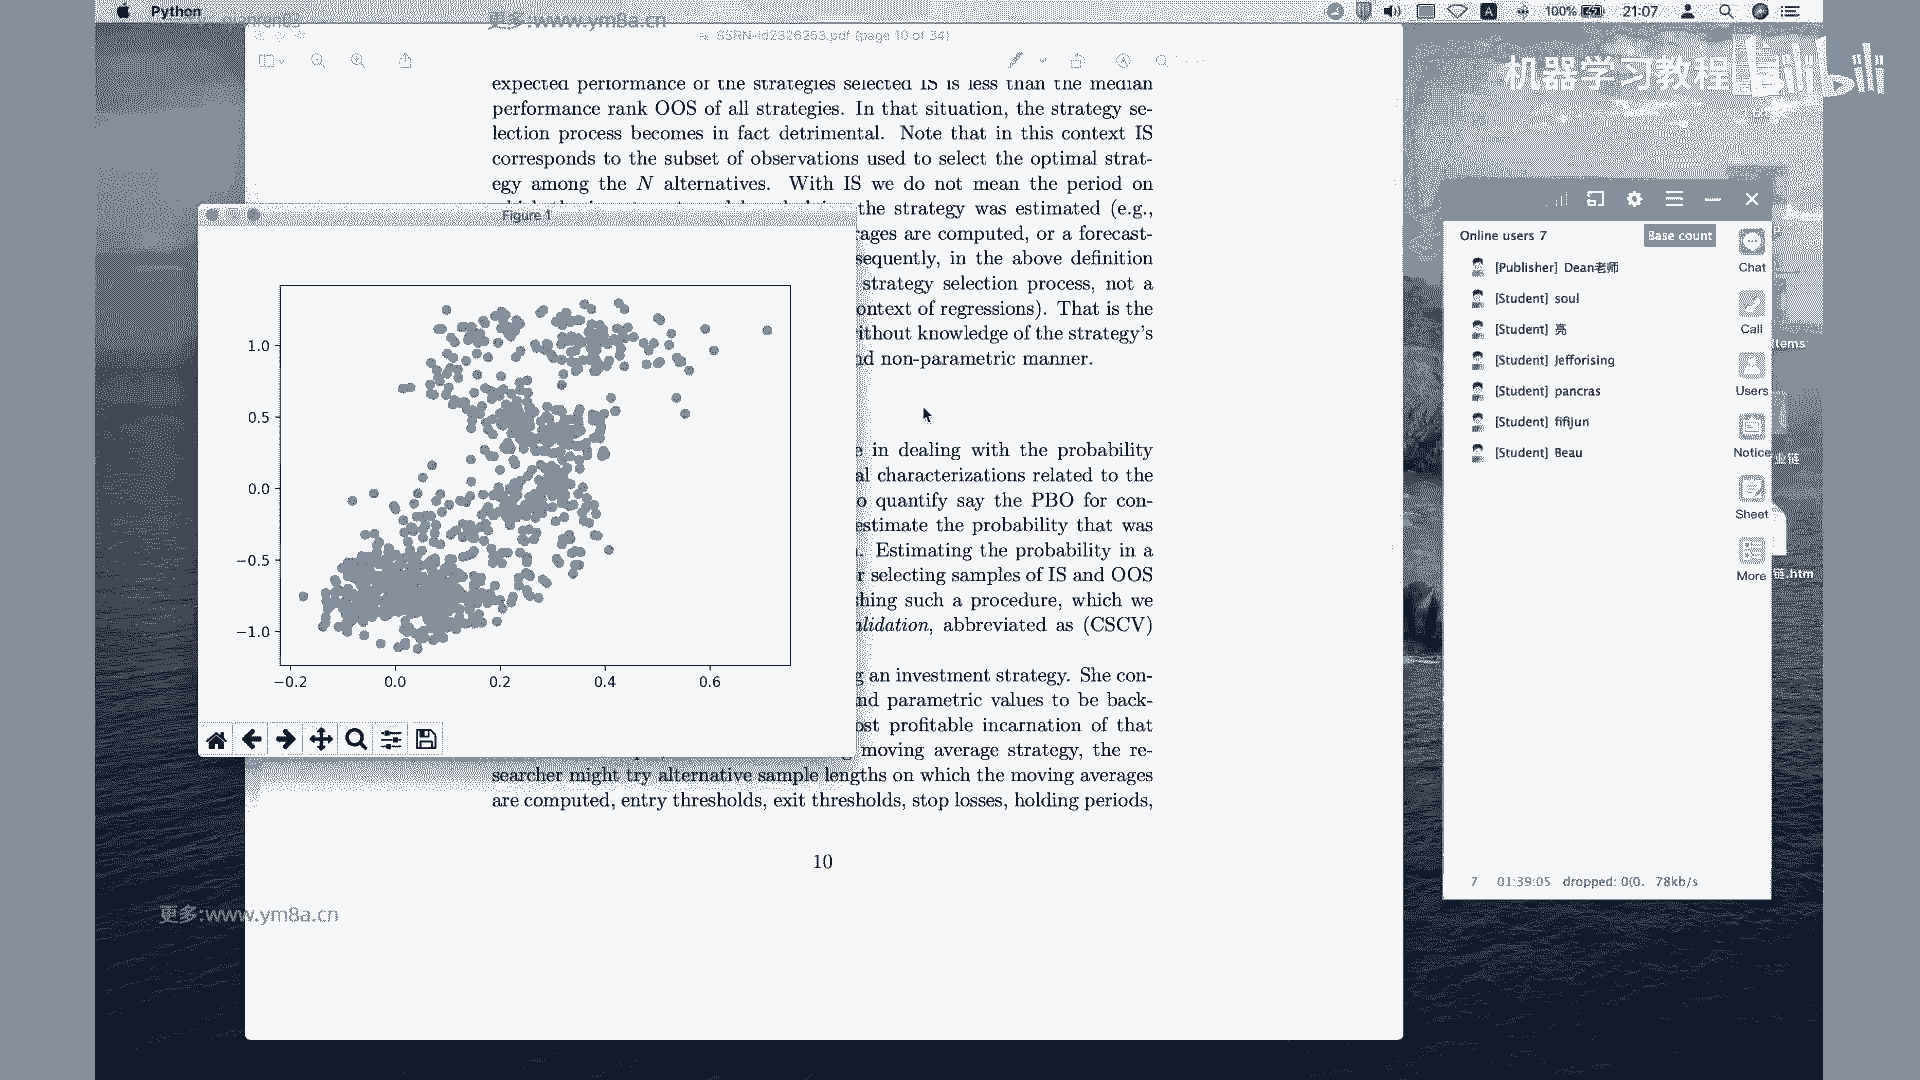 Python
更多:www.ym8a.cn
100%
A
21:07
SSRN-id2326253.pdf (page 10 of 34)
机器学习教程
bilibili
expected performance of the strategies selected IS is less than the median
performance rank OOS of all strategies. In that situation, the strategy se-
lection process becomes in fact detrimental. Note that in this context IS
corresponds to the subset of observations used to select the optimal strat-
egy among the N alternatives. With IS we do not mean the period on
the strategy was estimated (e.g.,
ages are computed, or a forecast-
sequently, in the above definition
strategy selection process, not a
ontext of regressions). That is the
ithout knowledge of the strategy's
d non-parametric manner.
in dealing with the probability
al characterizations related to the
o quantify say the PBO for con-
estimate the probability that was
. Estimating the probability in a
r selecting samples of IS and OOS
hing such a procedure, which we
lidation, abbreviated as (CSCV)
g an investment strategy. She con-
nd parametric values to be back-
ost profitable incarnation of that
moving average strategy, the re-
searcher might try alternative sample lengths on which the moving averages
are computed, entry thresholds, exit thresholds, stop losses, holding periods,
10
Figure 1
1.0
0.5
0.0
−0.5
−1.0
−0.2 0.0 0.2 0.4 0.6
Online users 7
Base count
[Publisher] Dean老师
[Student] soul
[Student] 亮
[Student] Jefforising
[Student] pancras
[Student] fifijun
[Student] Beau
Chat
Call
Users
Notice
Sheet
More
items
业链
链.htm
7 01:39:05 dropped: 0(0. 78kb/s
更多:www.ym8a.cn